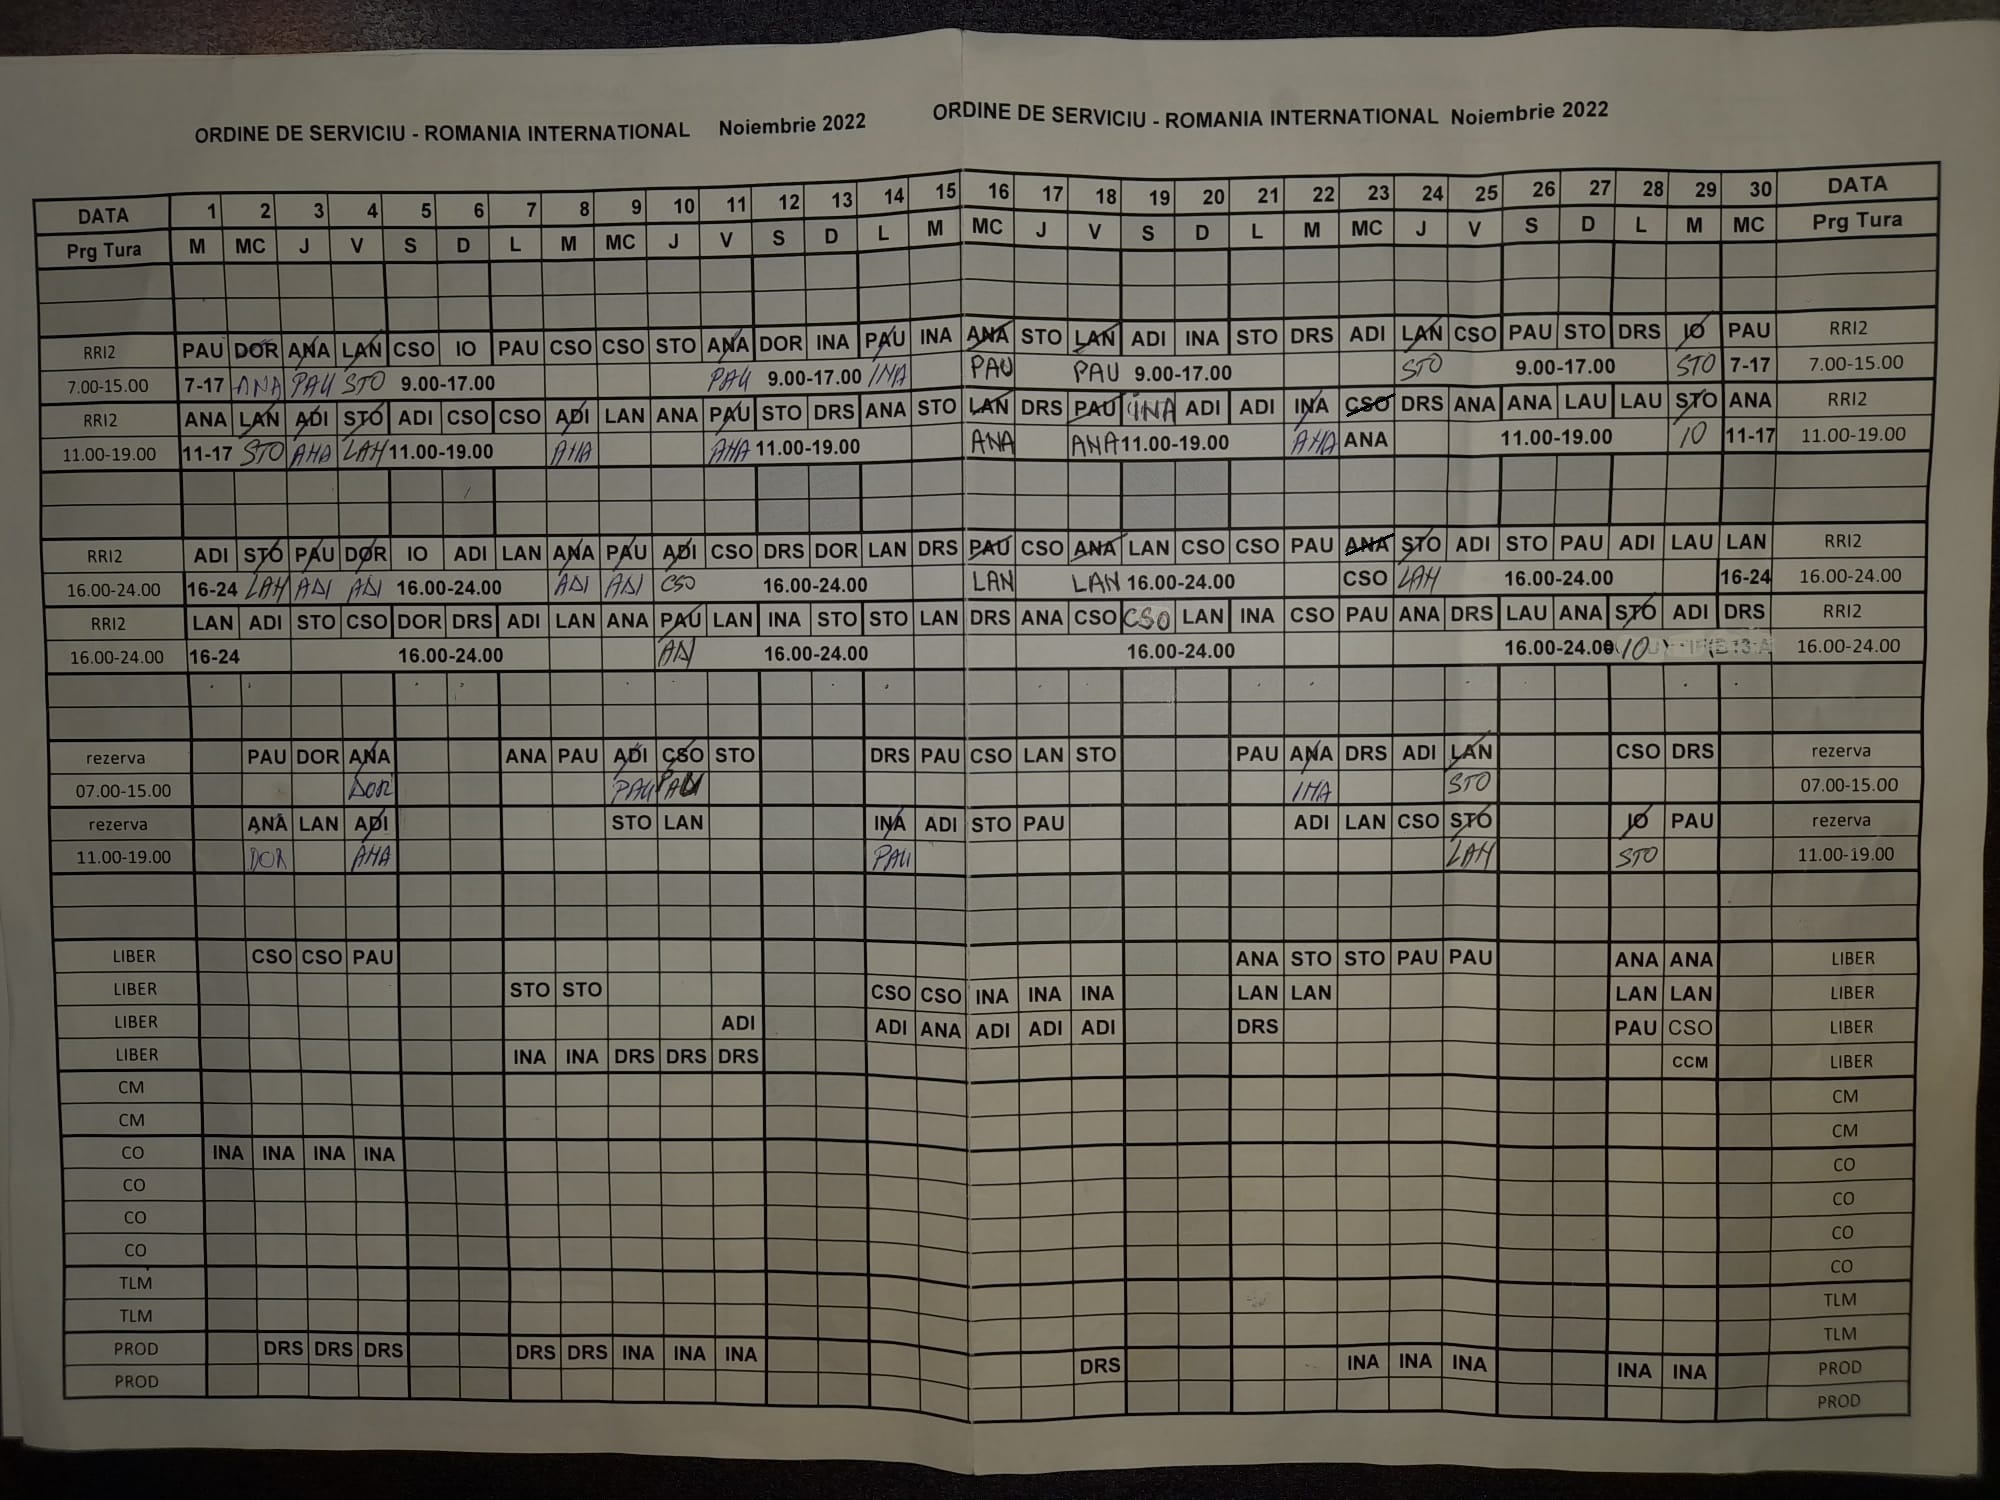 ORDINE DE SERVICIU - ROMANIA INTERNATIONAL Noiembrie 2022 ORDINE DE SERVICIU - ROMANIA INTERNATIONAL Noiembrie 2022
DATA 1 2 3 4 5 6 7 8 9 10 11 12 13 14 15 16 17 18 19 20 21 22 23 24 25 26 27 28 29 30 DATA
Prg Tura M MC J V S D L M MC J V S D L M MC J V S D L M MC J V S D L M MC Prg Tura
RRI2 PAU DOR ANA LAN CSO IO PAU CSO CSO STO ANA DOR INA PAU INA ANA STO LAN ADI INA STO DRS ADI LAN CSO PAU STO DRS IO PAU RRI2
7.00-15.00 7-17 ANA PAU STO 9.00-17.00 PAU 9.00-17.00 INA PAU PAU 9.00-17.00 STO 9.00-17.00 STO 7-17 7.00-15.00
RRI2 ANA LAN ADI STO ADI CSO CSO ADI LAN ANA PAU STO DRS ANA STO LAN DRS PAU INA ADI ADI INA CSO DRS ANA ANA LAU LAU STO ANA RRI2
11.00-19.00 11-17 STO ANA LAN 11.00-19.00 ANA ANA 11.00-19.00 ANA ANA 11.00-19.00 ANA ANA 11.00-19.00 IO 11-17 11.00-19.00
RRI2 ADI STO PAU DOR IO ADI LAN ANA PAU ADI CSO DRS DOR LAN DRS PAU CSO ANA LAN CSO CSO PAU ANA STO ADI STO PAU ADI LAU LAN RRI2
16.00-24.00 16-24 LAN ADI ADI 16.00-24.00 ADI ADI CSO 16.00-24.00 LAN LAN 16.00-24.00 CSO LAN 16.00-24.00 16-24 16.00-24.00
RRI2 LAN ADI STO CSO DOR DRS ADI LAN ANA PAU LAN INA STO STO LAN DRS ANA CSO CSO LAN INA CSO PAU ANA DRS LAU ANA STO ADI DRS RRI2
16.00-24.00 16-24 16.00-24.00 ADI 16.00-24.00 16.00-24.00 16.00-24.00 IO 16.00-24.00
rezerva PAU DOR ANA ANA PAU ADI CSO STO DRS PAU CSO LAN STO PAU ANA DRS ADI LAN CSO DRS rezerva
07.00-15.00 DOR PAU PAU INA STO 07.00-15.00
rezerva ANA LAN ADI STO LAN INA ADI STO PAU ADI LAN CSO STO IO PAU rezerva
11.00-19.00 DOR ANA PAU LAN STO 11.00-19.00
LIBER CSO CSO PAU ANA STO STO PAU PAU ANA ANA LIBER
LIBER STO STO CSO CSO INA INA INA LAN LAN LAN LAN LIBER
LIBER ADI ADI ANA ADI ADI ADI DRS PAU CSO LIBER
LIBER INA INA DRS DRS DRS CCM LIBER
CM CM
CM CM
CO INA INA INA INA CO
CO CO
CO CO
CO CO
TLM TLM
TLM TLM
PROD DRS DRS DRS DRS DRS INA INA INA DRS INA INA INA INA INA PROD
PROD PROD